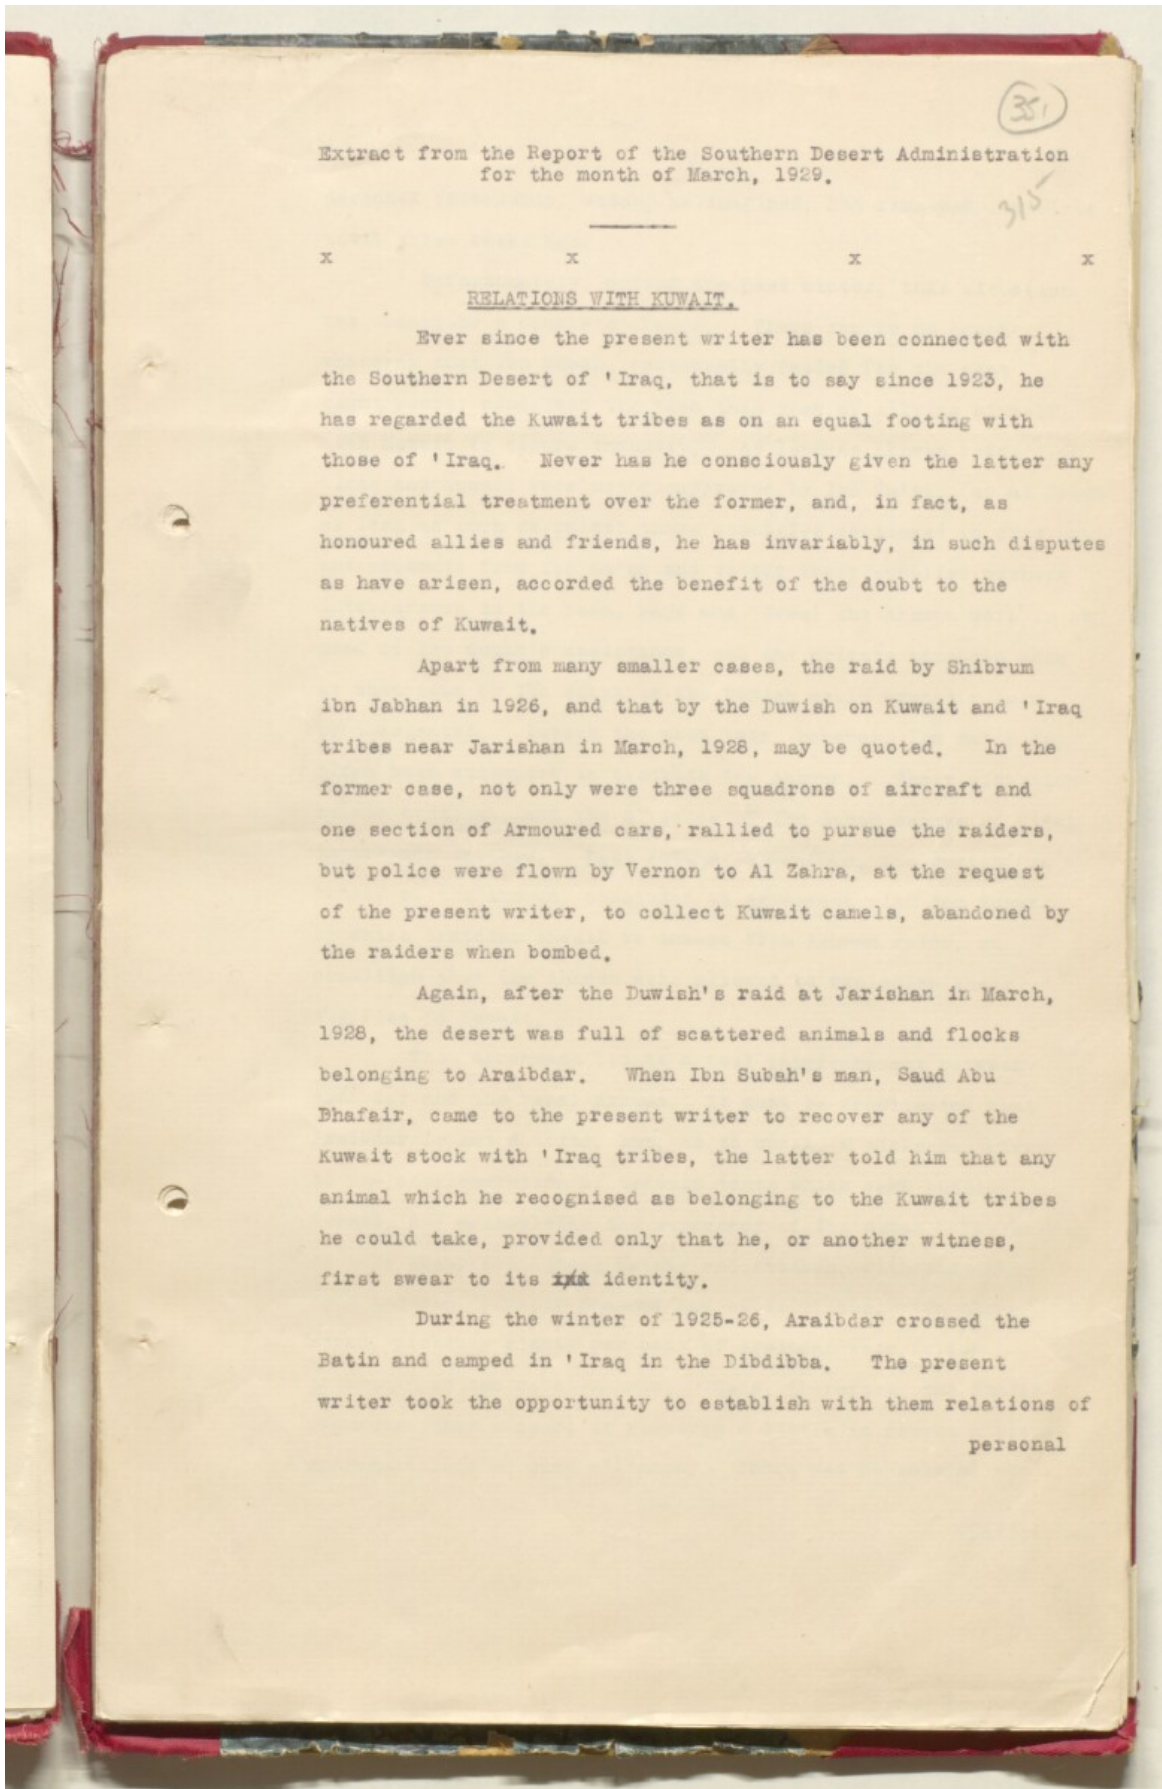 351
Extract from the Report of the Southern Desert Administration
for the month of March, 1929.
315
x x x x
RELATIONS WITH KUWAIT.
Ever since the present writer has been connected with
the Southern Desert of 'Iraq, that is to say since 1923, he
has regarded the Kuwait tribes as on an equal footing with
those of 'Iraq. Never has he consciously given the latter any
preferential treatment over the former, and, in fact, as
honoured allies and friends, he has invariably, in such disputes
as have arisen, accorded the benefit of the doubt to the
natives of Kuwait.
Apart from many smaller cases, the raid by Shibrum
ibn Jabhan in 1926, and that by the Duwish on Kuwait and 'Iraq
tribes near Jarishan in March, 1928, may be quoted. In the
former case, not only were three squadrons of aircraft and
one section of Armoured cars, rallied to pursue the raiders,
but police were flown by Vernon to Al Zahra, at the request
of the present writer, to collect Kuwait camels, abandoned by
the raiders when bombed.
Again, after the Duwish's raid at Jarishan in March,
1928, the desert was full of scattered animals and flocks
belonging to Araibdar. When Ibn Subah's man, Saud Abu
Dhafair, came to the present writer to recover any of the
Kuwait stock with 'Iraq tribes, the latter told him that any
animal which he recognised as belonging to the Kuwait tribes
he could take, provided only that he, or another witness,
first swear to its identity.
During the winter of 1925-26, Araibdar crossed the
Batin and camped in 'Iraq in the Dibdibba. The present
writer took the opportunity to establish with them relations of
personal